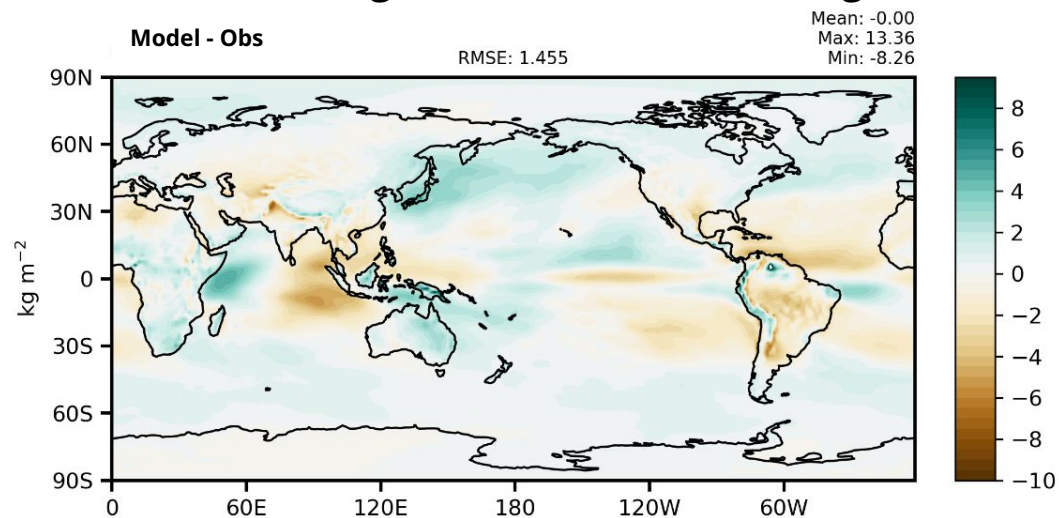 Mean: -0.00
Model - Obs
Max: 13.36
RMSE: 1.455
Min: -8.26
90N
60N
30N
0
30S
60S
90S
kg m⁻²
0
60E
120E
180
120W
60W
8
6
4
2
0
−2
−4
−6
−8
−10